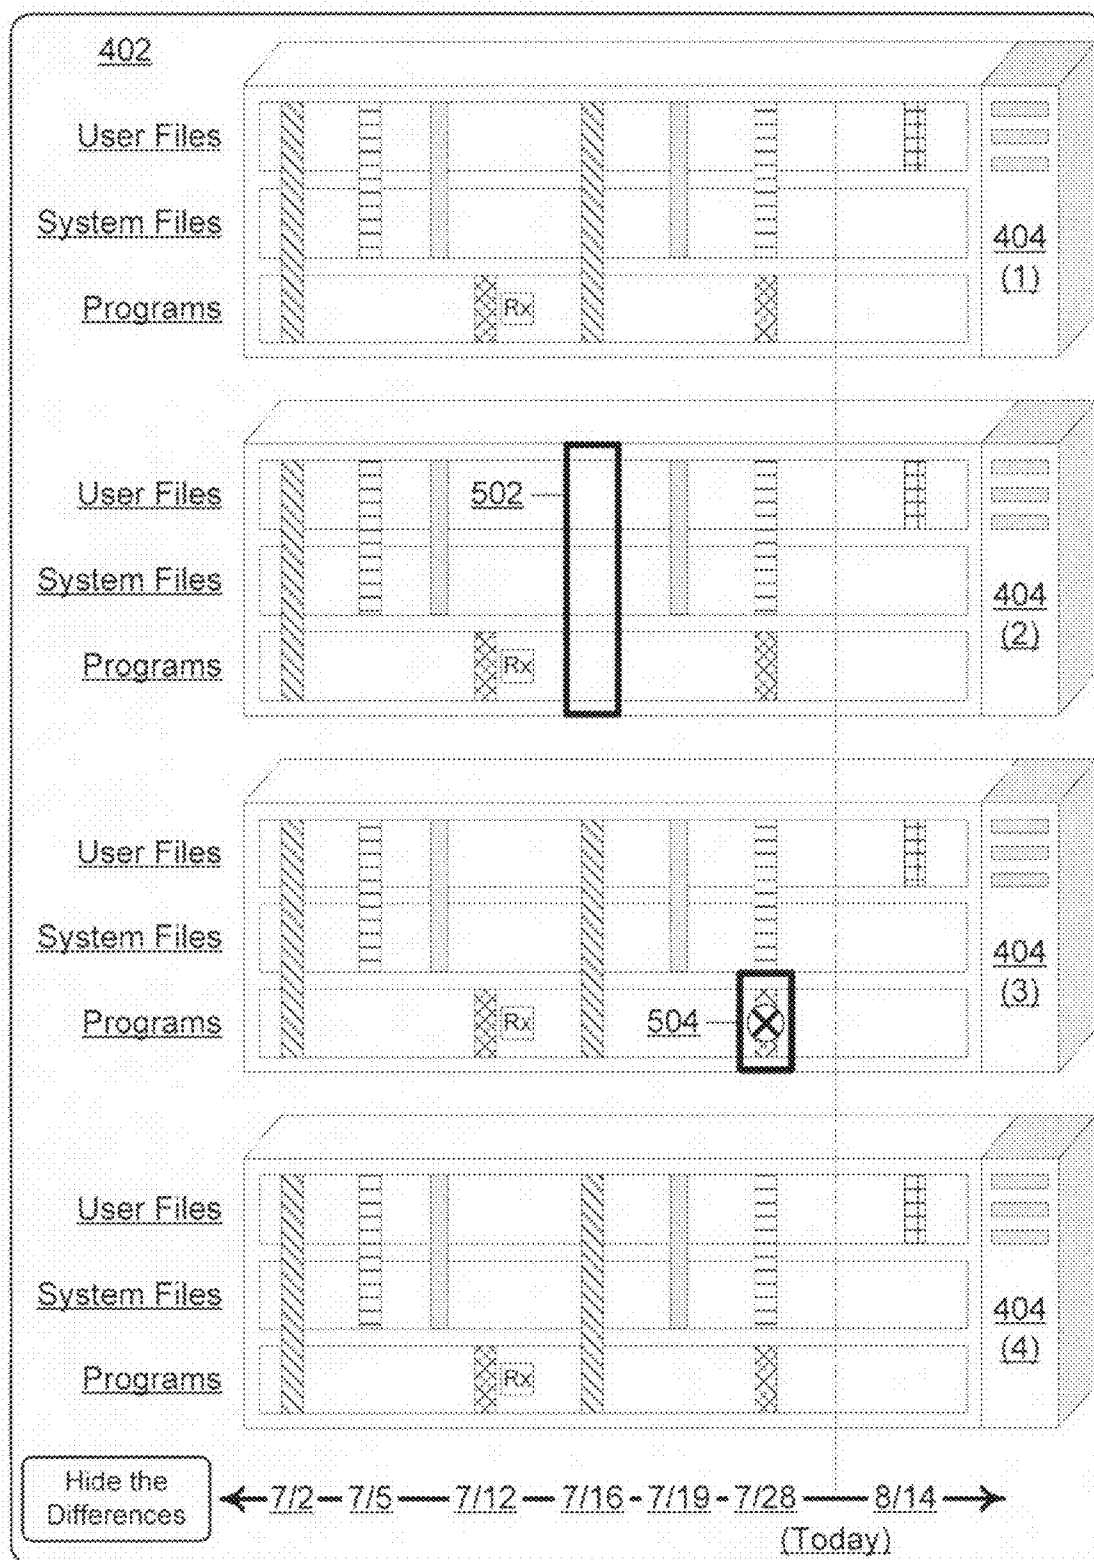 402
User Files
System Files
Programs
Rx
404
(1)
User Files
502
System Files
Programs
Rx
404
(2)
User Files
System Files
Programs
Rx
504
404
(3)
User Files
System Files
Programs
Rx
404
(4)
Hide the
Differences
7/2 7/5 7/12 7/16 7/19 7/28 8/14
(Today)